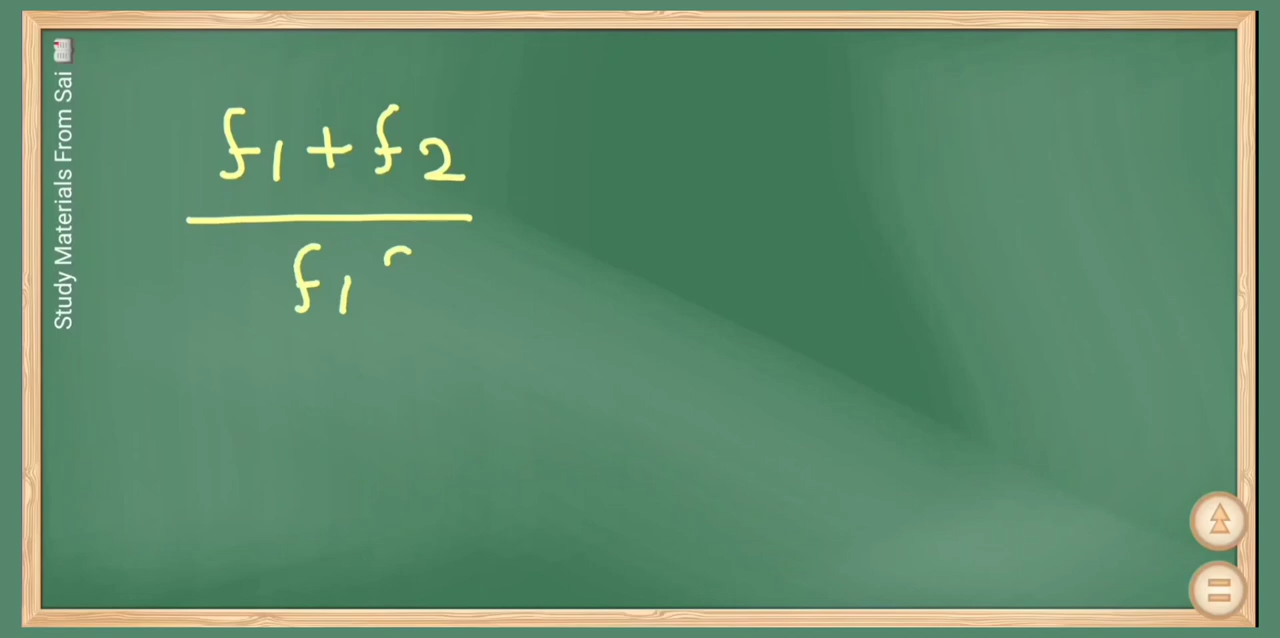 Study Materials From Sai
f₁ + f₂
f₁